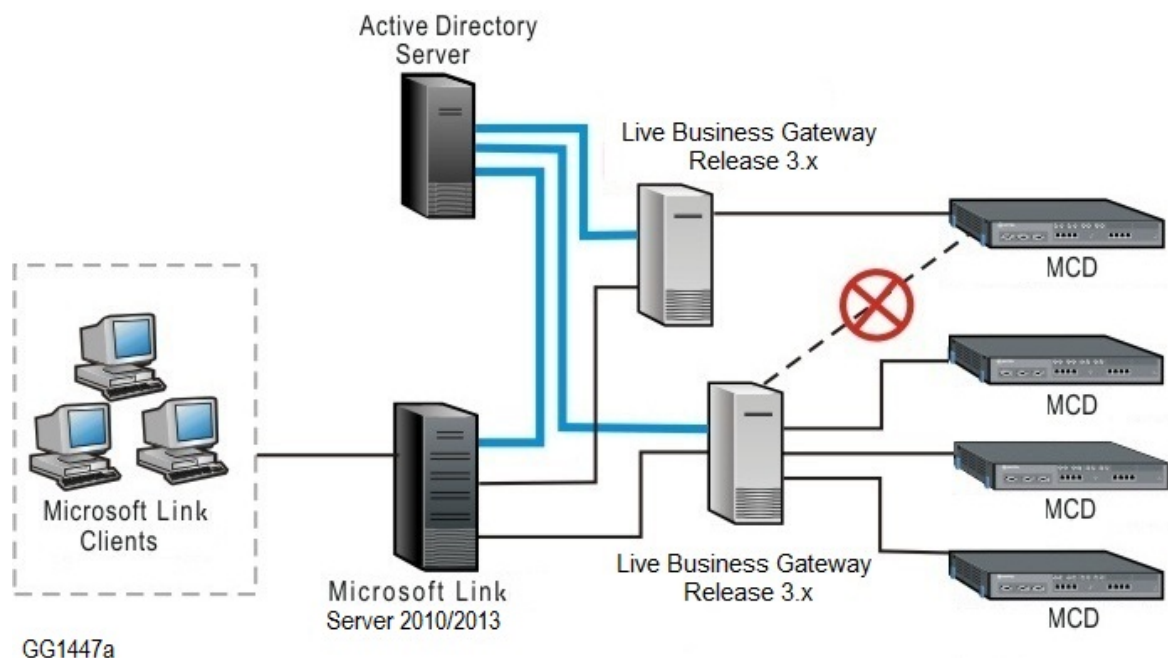 Active Directory
Server
Live Business Gateway
Release 3.x
MCD
MCD
MCD
Microsoft Link
Clients
Microsoft Link
Server 2010/2013
Live Business Gateway
Release 3.x
MCD
GG1447a